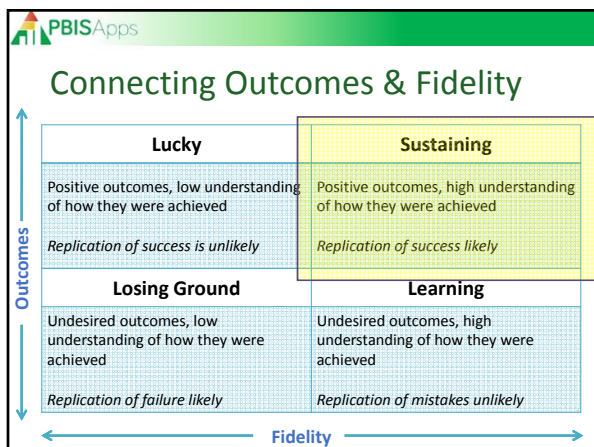 PBISApps
Connecting Outcomes & Fidelity
Lucky
Positive outcomes, low understanding
of how they were achieved
Replication of success is unlikely
Sustaining
Positive outcomes, high understanding
of how they were achieved
Replication of success likely
Losing Ground
Undesired outcomes, low
understanding of how they were
achieved
Replication of failure likely
Learning
Undesired outcomes, high
understanding of how they were
achieved
Replication of mistakes unlikely
Outcomes
Fidelity